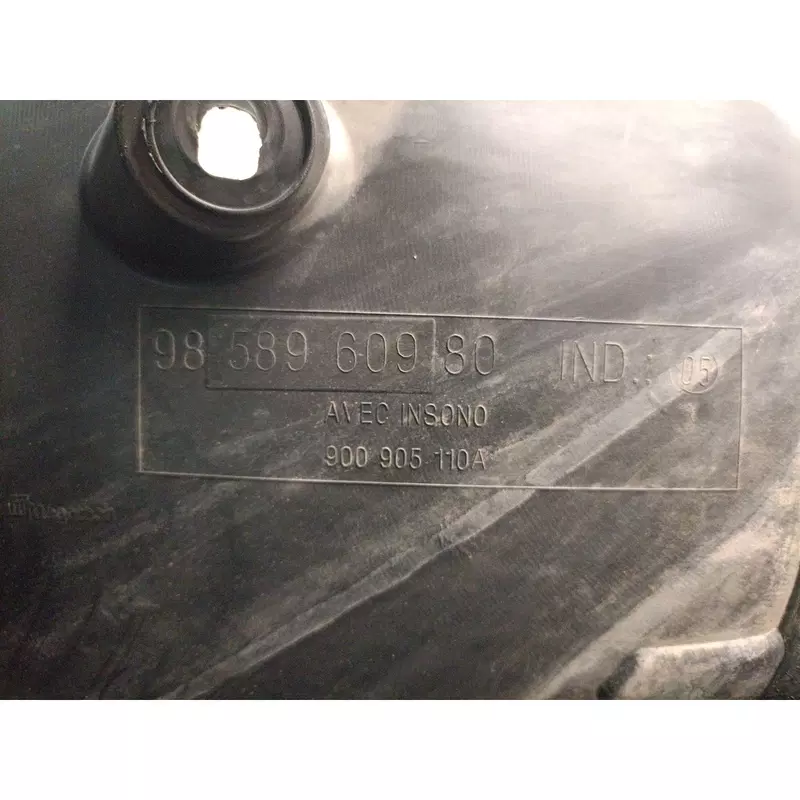 98 589 609 80 IND.: 05
AVEC INSONO
900 905 110A